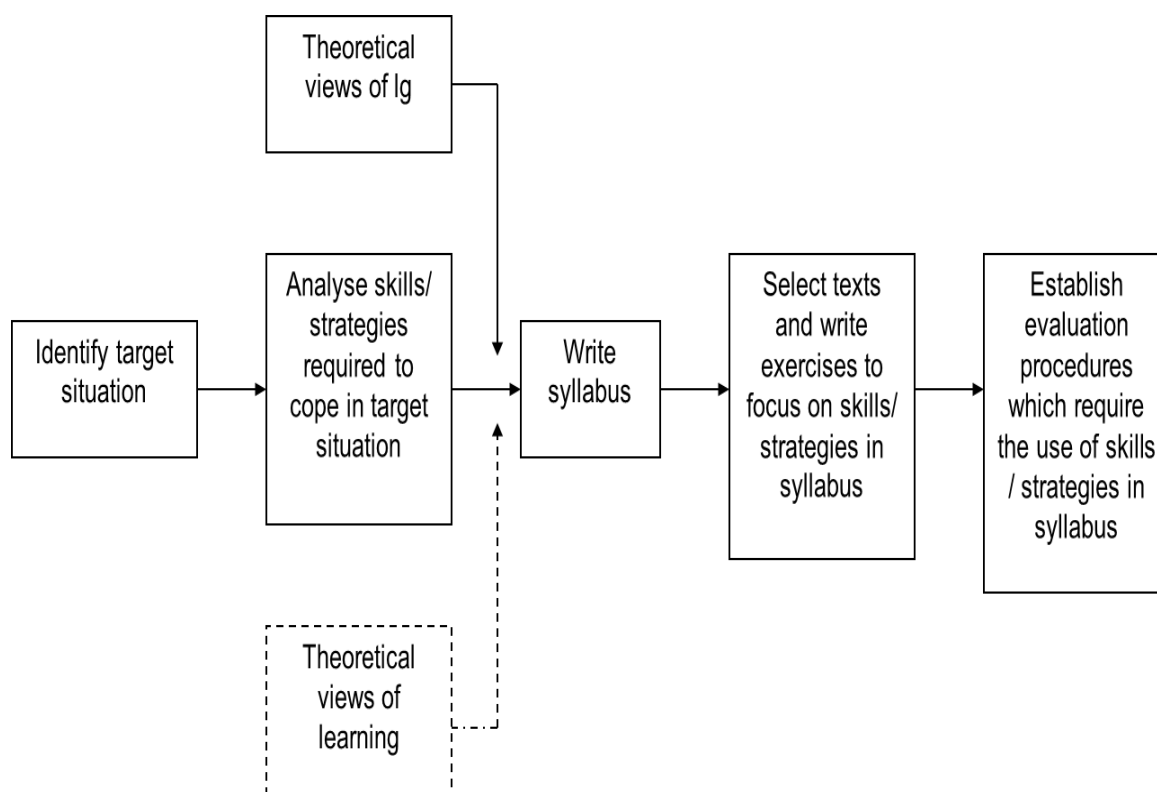 Theoretical
views of lg
Identify target
situation
Analyse skills/
strategies
required to
cope in target
situation
Write
syllabus
Select texts
and write
exercises to
focus on skills/
strategies in
syllabus
Establish
evaluation
procedures
which require
the use of skills
/ strategies in
syllabus
Theoretical
views of
learning